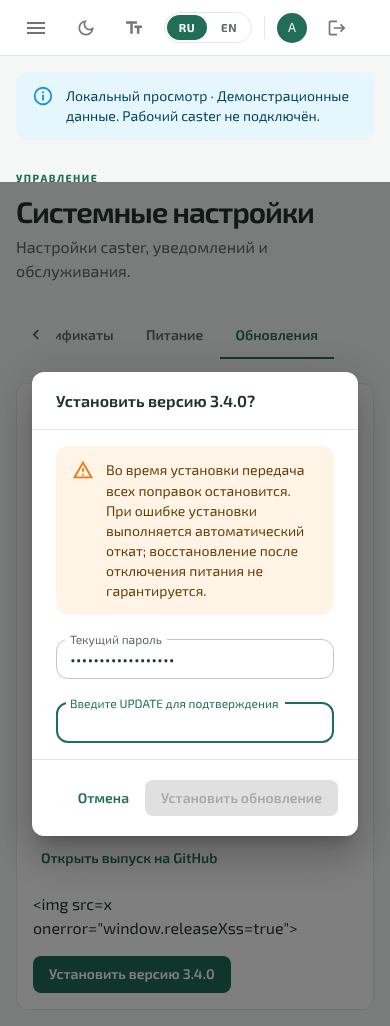 RU
EN
A
Локальный просмотр · Демонстрационные
данные. Рабочий caster не подключён.
УПРАВЛЕНИЕ
Системные настройки
Настройки caster, уведомлений и
обслуживания.
ификаты
Питание
Обновления
Установить версию 3.4.0?
Во время установки передача
всех поправок остановится.
При ошибке установки
выполняется автоматический
откат; восстановление после
отключения питания не
гарантируется.
Текущий пароль
••••••••••••••••••
Введите UPDATE для подтверждения
Отмена
Установить обновление
Открыть выпуск на GitHub
<img src=x
onerror="window.releaseXss=true">
Установить версию 3.4.0